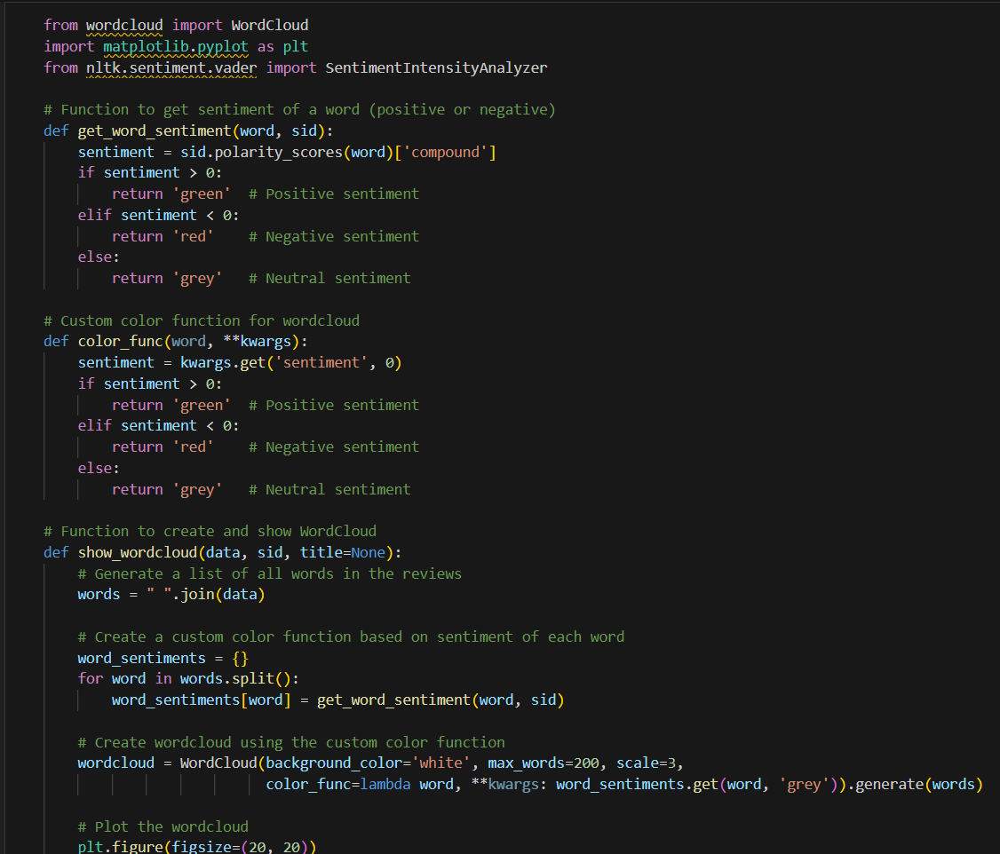 from wordcloud import WordCloud
import matplotlib.pyplot as plt
from nltk.sentiment.vader import SentimentIntensityAnalyzer

# Function to get sentiment of a word (positive or negative)
def get_word_sentiment(word, sid):
    sentiment = sid.polarity_scores(word)['compound']
    if sentiment > 0:
        return 'green'  # Positive sentiment
    elif sentiment < 0:
        return 'red'    # Negative sentiment
    else:
        return 'grey'   # Neutral sentiment

# Custom color function for wordcloud
def color_func(word, **kwargs):
    sentiment = kwargs.get('sentiment', 0)
    if sentiment > 0:
        return 'green'  # Positive sentiment
    elif sentiment < 0:
        return 'red'    # Negative sentiment
    else:
        return 'grey'   # Neutral sentiment

# Function to create and show WordCloud
def show_wordcloud(data, sid, title=None):
    # Generate a list of all words in the reviews
    words = " ".join(data)

    # Create a custom color function based on sentiment of each word
    word_sentiments = {}
    for word in words.split():
        word_sentiments[word] = get_word_sentiment(word, sid)

    # Create wordcloud using the custom color function
    wordcloud = WordCloud(background_color='white', max_words=200, scale=3,
                          color_func=lambda word, **kwargs: word_sentiments.get(word, 'grey')).generate(words)

    # Plot the wordcloud
    plt.figure(figsize=(20, 20))